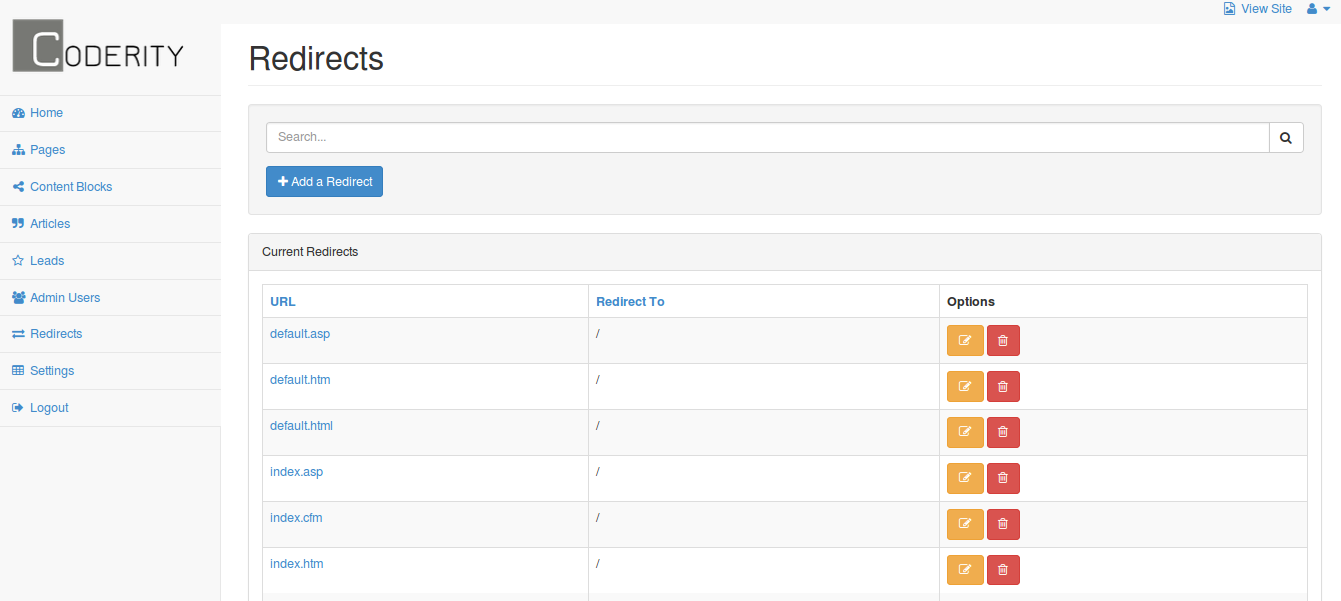 View Site
CODERITY
Home
Pages
Content Blocks
Articles
Leads
Admin Users
Redirects
Settings
Logout
Redirects
Search...
Add a Redirect
Current Redirects
URL Redirect To Options
default.asp /
default.htm /
default.html /
index.asp /
index.cfm /
index.htm /